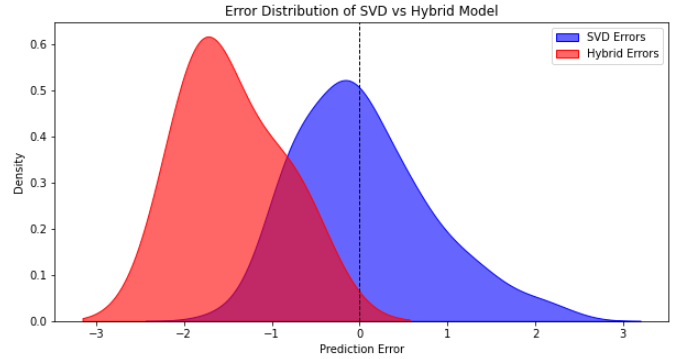 Error Distribution of SVD vs Hybrid Model
SVD Errors
Hybrid Errors
Density
0.6
0.5
0.4
0.3
0.2
0.1
0.0
−3 −2 −1 0 1 2 3
Prediction Error